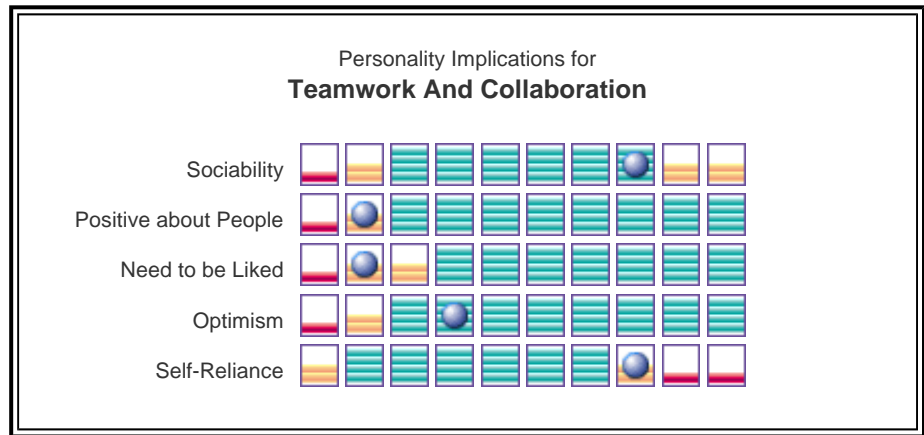 Personality Implications for
Teamwork And Collaboration
Sociability
Positive about People
Need to be Liked
Optimism
Self-Reliance